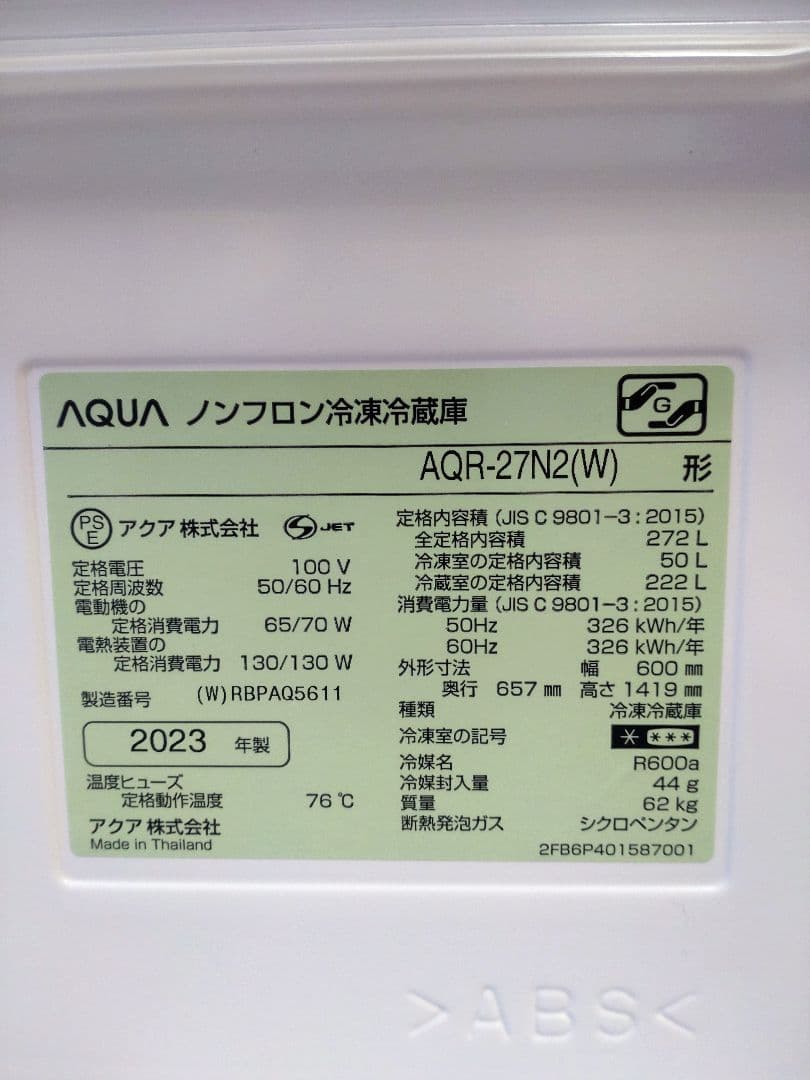 AQUA ノンフロン冷凍冷蔵庫
G
AQR-27N2(W) 形
PSE アクア株式会社 S JET
定格電圧 100 V
定格周波数 50/60 Hz
電動機の
定格消費電力 65/70 W
電熱装置の
定格消費電力 130/130 W
製造番号 (W)RBPAQ5611
2023 年製
温度ヒューズ
定格動作温度 76 ℃
アクア株式会社
Made in Thailand
定格内容積 (JIS C 9801-3:2015)
全定格内容積 272 L
冷凍室の定格内容積 50 L
冷蔵室の定格内容積 222 L
消費電力量 (JIS C 9801-3:2015)
50Hz 326 kWh/年
60Hz 326 kWh/年
外形寸法 幅 600 ㎜
奥行 657 ㎜ 高さ 1419 ㎜
種類 冷凍冷蔵庫
冷凍室の記号 * ***
冷媒名 R600a
冷媒封入量 44 g
質量 62 kg
断熱発泡ガス シクロペンタン
2FB6P401587001
>ABS<